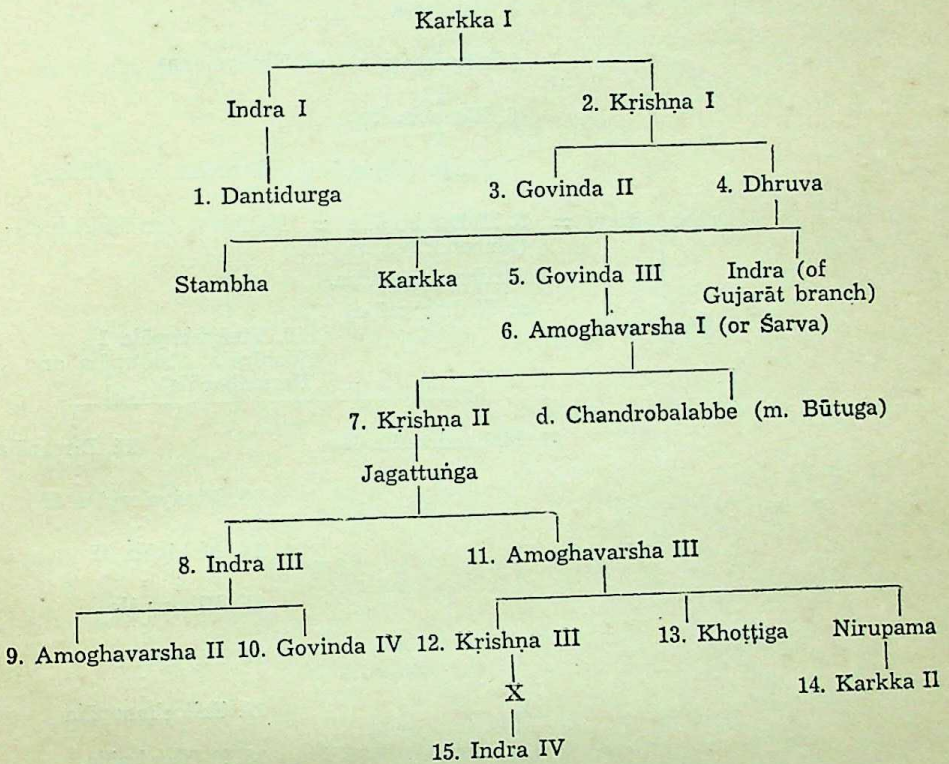 Karkka I
Indra I 2. Kṛishṇa I
1. Dantidurga 3. Govinda II 4. Dhruva
Stambha Karkka 5. Govinda III Indra (of
Gujarāt branch)
6. Amoghavarsha I (or Śarva)
7. Kṛishṇa II d. Chandrobalabbe (m. Būtuga)
Jagattuṅga
8. Indra III 11. Amoghavarsha III
9. Amoghavarsha II 10. Govinda IV 12. Kṛishṇa III 13. Khoṭṭiga Nirupama
X 14. Karkka II
15. Indra IV